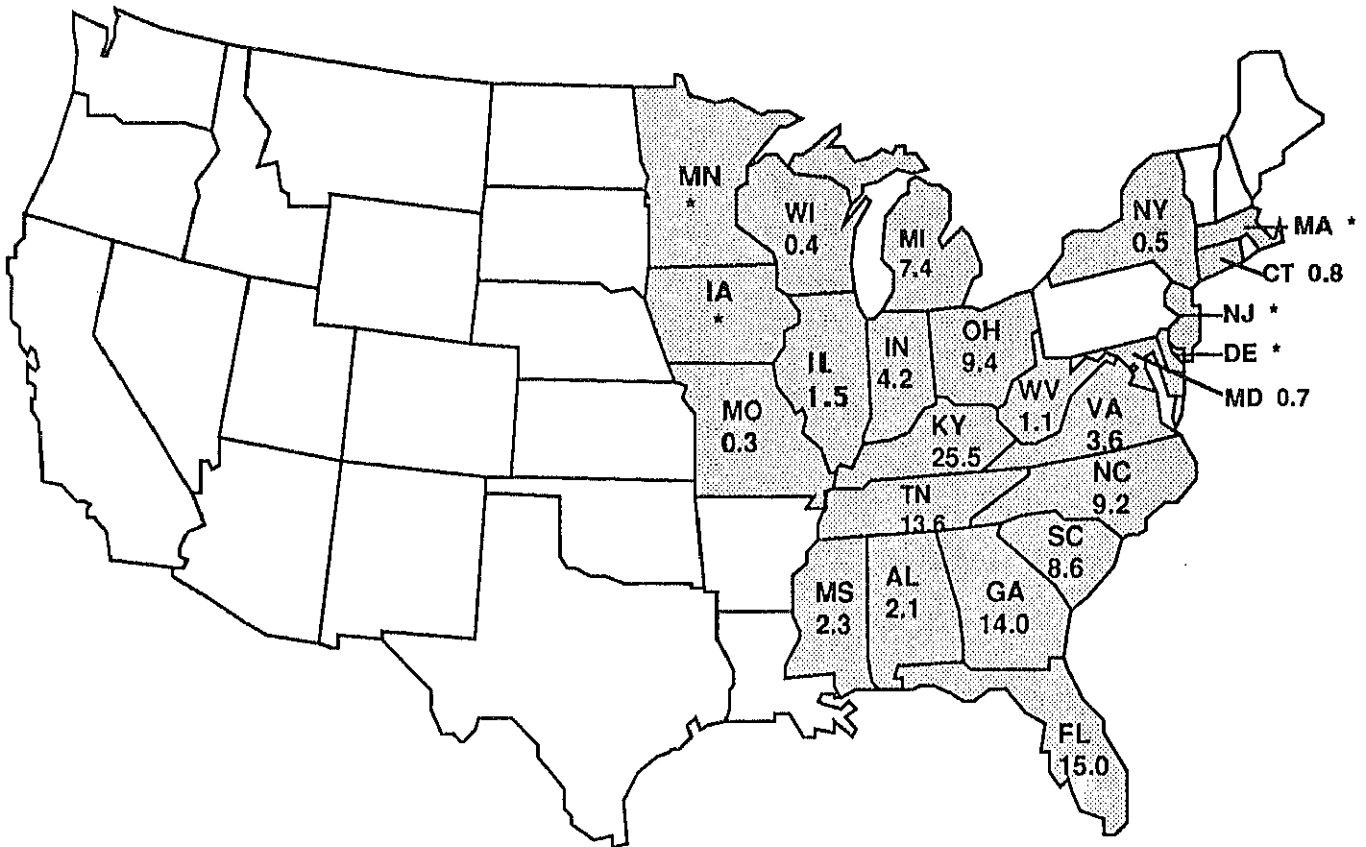 MN
*
WI
0.4
MI
7.4
NY
0.5
MA *
CT 0.8
NJ *
DE *
MD 0.7
IA
*
IL
1.5
IN
4.2
OH
9.4
WV
1.1
VA
3.6
MO
0.3
KY
25.5
TN
13.6
NC
9.2
SC
8.6
MS
2.3
AL
2.1
GA
14.0
FL
15.0